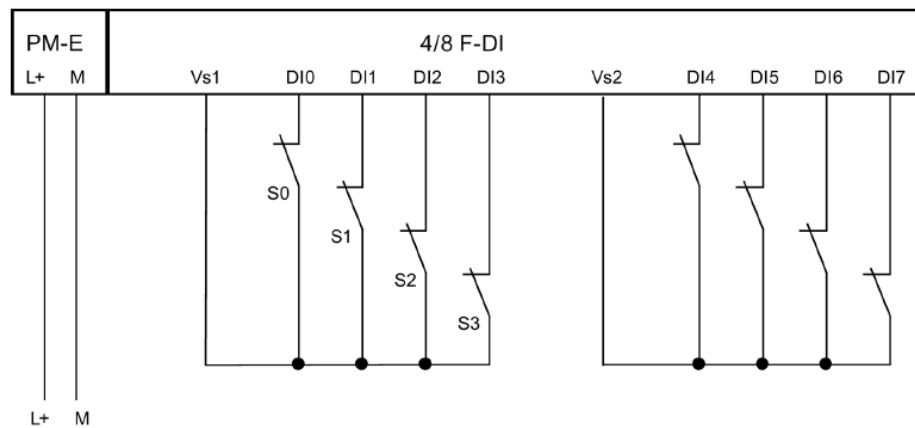 PM-E 4/8 F-DI
L+ M Vs1 DI0 DI1 DI2 DI3 Vs2 DI4 DI5 DI6 DI7
S0
S1
S2
S3
L+ M